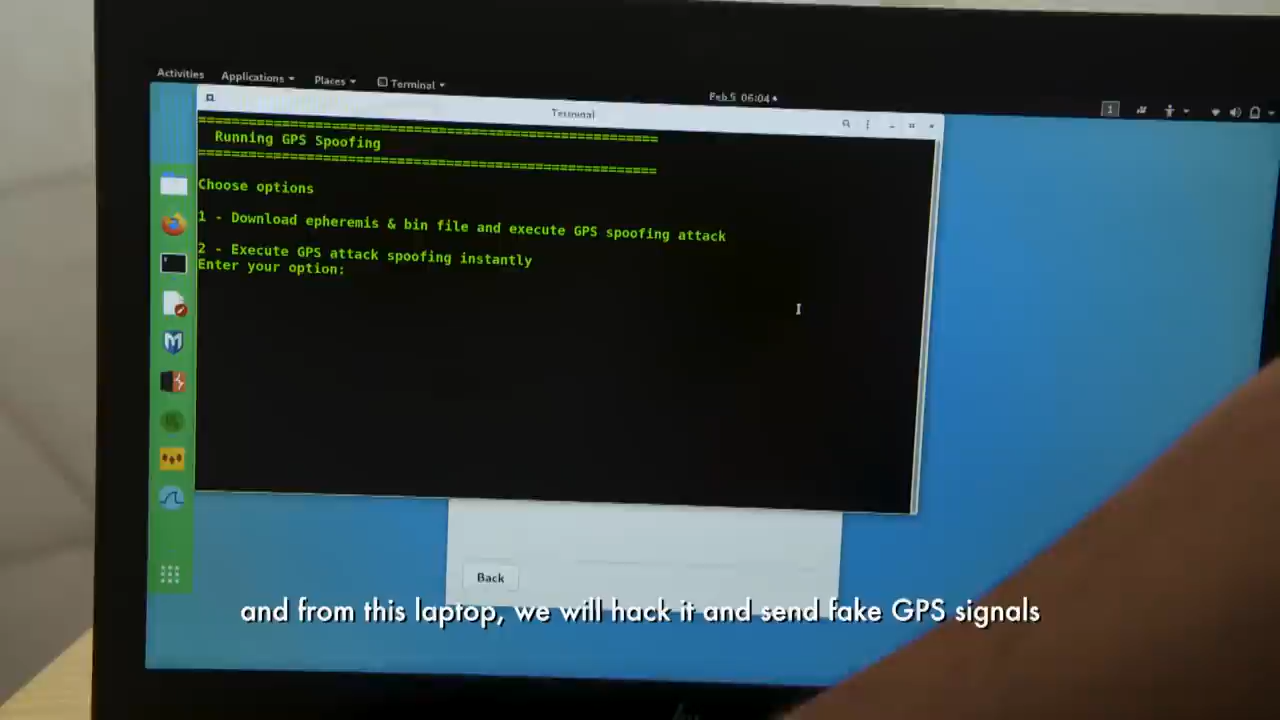 Activities Applications Places Terminal Feb 5 06:04 1
Terminal
=======================================================
Running GPS Spoofing
=======================================================
Choose options
1 - Download epheremis & bin file and execute GPS spoofing attack
2 - Execute GPS attack spoofing instantly
Enter your option:
Back
and from this laptop, we will hack it and send fake GPS signals